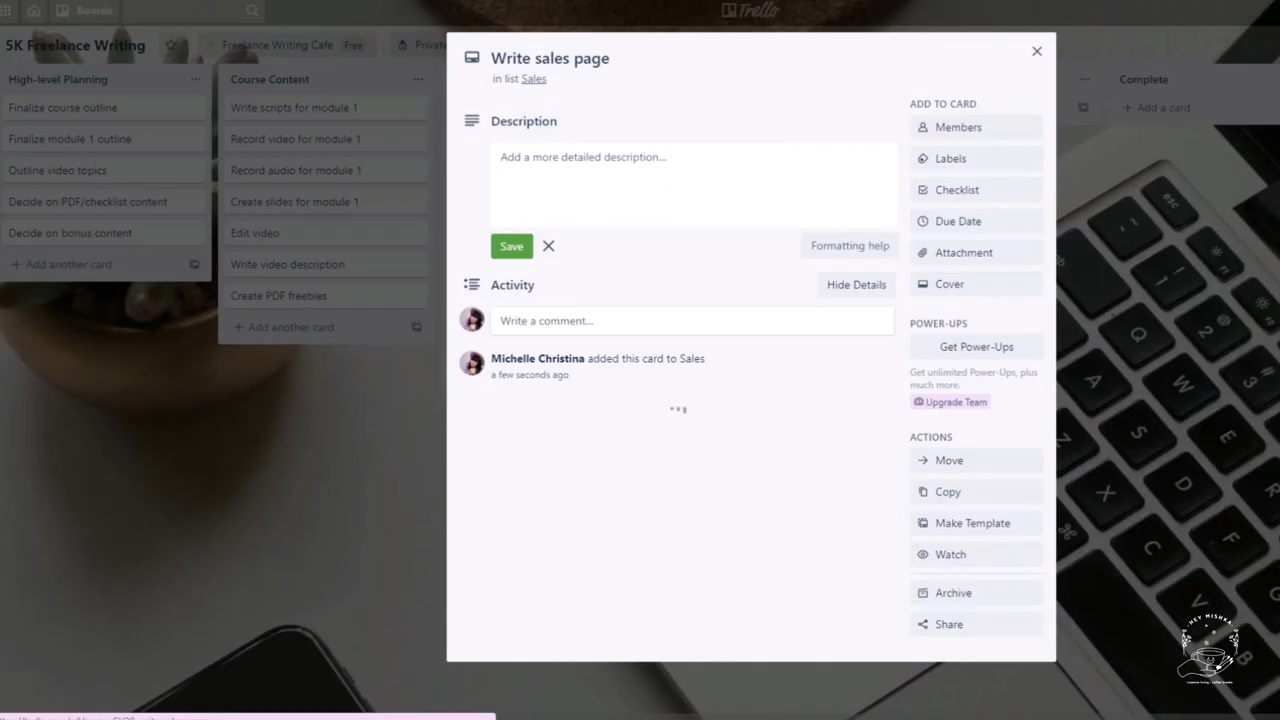 Boards
Trello
5K Freelance Writing
Freelance Writing Cafe
Free
Private
High-level Planning
Finalize course outline
Finalize module 1 outline
Outline video topics
Decide on PDF/checklist content
Decide on bonus content
+ Add another card
Course Content
Write scripts for module 1
Record video for module 1
Record audio for module 1
Create slides for module 1
Edit video
Write video description
Create PDF freebies
+ Add another card
Write sales page
in list Sales
Description
Add a more detailed description...
Save
Formatting help
Activity
Hide Details
Write a comment...
Michelle Christina added this card to Sales
a few seconds ago
ADD TO CARD
Members
Labels
Checklist
Due Date
Attachment
Cover
POWER-UPS
Get Power-Ups
Get unlimited Power-Ups, plus
much more.
Upgrade Team
ACTIONS
Move
Copy
Make Template
Watch
Archive
Share
Complete
+ Add a card
esc
Q
W
A
S
D
F
X
C
V
B
HEY MISHKA